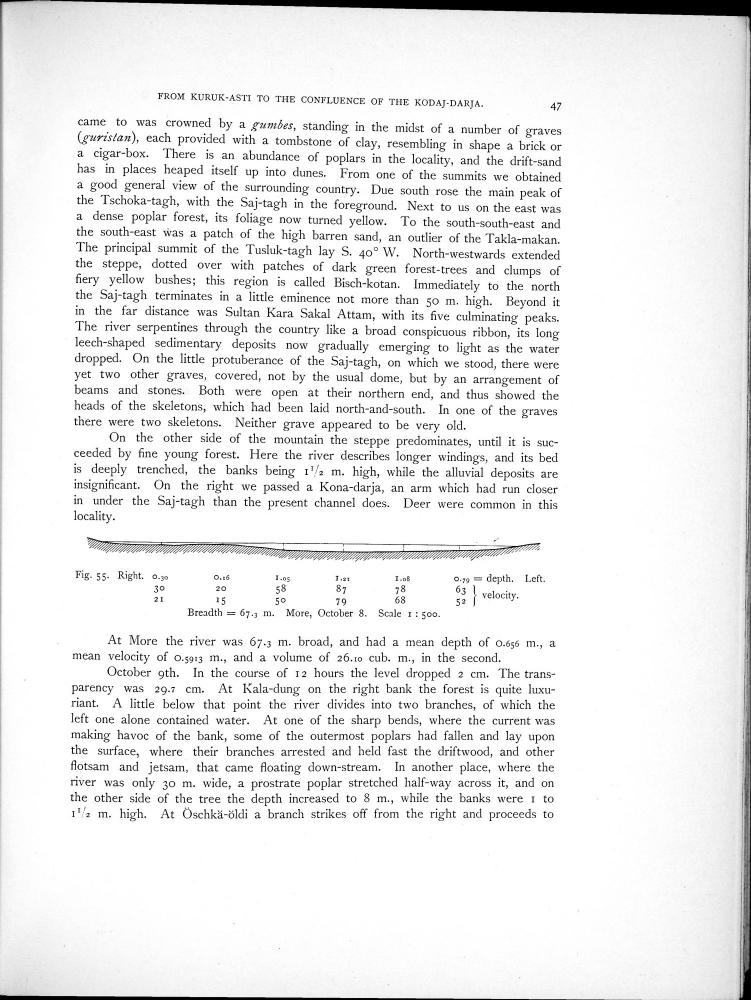 FROM KURUK-ASTI TO THE CONFLUENCE OF THE KODAJ-DARJA. 47
came to was crowned by a gumbes, standing in the midst of a number of graves
(guristan), each provided with a tombstone of clay, resembling in shape a brick or
a cigar-box. There is an abundance of poplars in the locality, and the drift-sand
has in places heaped itself up into dunes. From one of the summits we obtained
a good general view of the surrounding country. Due south rose the main peak of
the Tschoka-tagh, with the Saj-tagh in the foreground. Next to us on the east was
a dense poplar forest, its foliage now turned yellow. To the south-south-east and
the south-east was a patch of the high barren sand, an outlier of the Takla-makan.
The principal summit of the Tusluk-tagh lay S. 40° W. North-westwards extended
the steppe, dotted over with patches of dark green forest-trees and clumps of
fiery yellow bushes; this region is called Bisch-kotan. Immediately to the north
the Saj-tagh terminates in a little eminence not more than 50 m. high. Beyond it
in the far distance was Sultan Kara Sakal Attam, with its five culminating peaks.
The river serpentines through the country like a broad conspicuous ribbon, its long
leech-shaped sedimentary deposits now gradually emerging to light as the water
dropped. On the little protuberance of the Saj-tagh, on which we stood, there were
yet two other graves, covered, not by the usual dome, but by an arrangement of
beams and stones. Both were open at their northern end, and thus showed the
heads of the skeletons, which had been laid north-and-south. In one of the graves
there were two skeletons. Neither grave appeared to be very old.
On the other side of the mountain the steppe predominates, until it is suc-
ceeded by fine young forest. Here the river describes longer windings, and its bed
is deeply trenched, the banks being 1 1/2 m. high, while the alluvial deposits are
insignificant. On the right we passed a Kona-darja, an arm which had run closer
in under the Saj-tagh than the present channel does. Deer were common in this
locality.
Fig. 55. Right. 0.30 0.16 1.05 1.21 1.08 0.79 = depth. Left.
30 20 58 87 78 63 } velocity.
21 15 50 79 68 52
Breadth = 67.3 m. More, October 8. Scale 1 : 500.
At More the river was 67.3 m. broad, and had a mean depth of 0.656 m., a
mean velocity of 0.5913 m., and a volume of 26.10 cub. m., in the second.
October 9th. In the course of 12 hours the level dropped 2 cm. The trans-
parency was 29.7 cm. At Kala-dung on the right bank the forest is quite luxu-
riant. A little below that point the river divides into two branches, of which the
left one alone contained water. At one of the sharp bends, where the current was
making havoc of the bank, some of the outermost poplars had fallen and lay upon
the surface, where their branches arrested and held fast the driftwood, and other
flotsam and jetsam, that came floating down-stream. In another place, where the
river was only 30 m. wide, a prostrate poplar stretched half-way across it, and on
the other side of the tree the depth increased to 8 m., while the banks were 1 to
1 1/2 m. high. At Öschkä-öldi a branch strikes off from the right and proceeds to